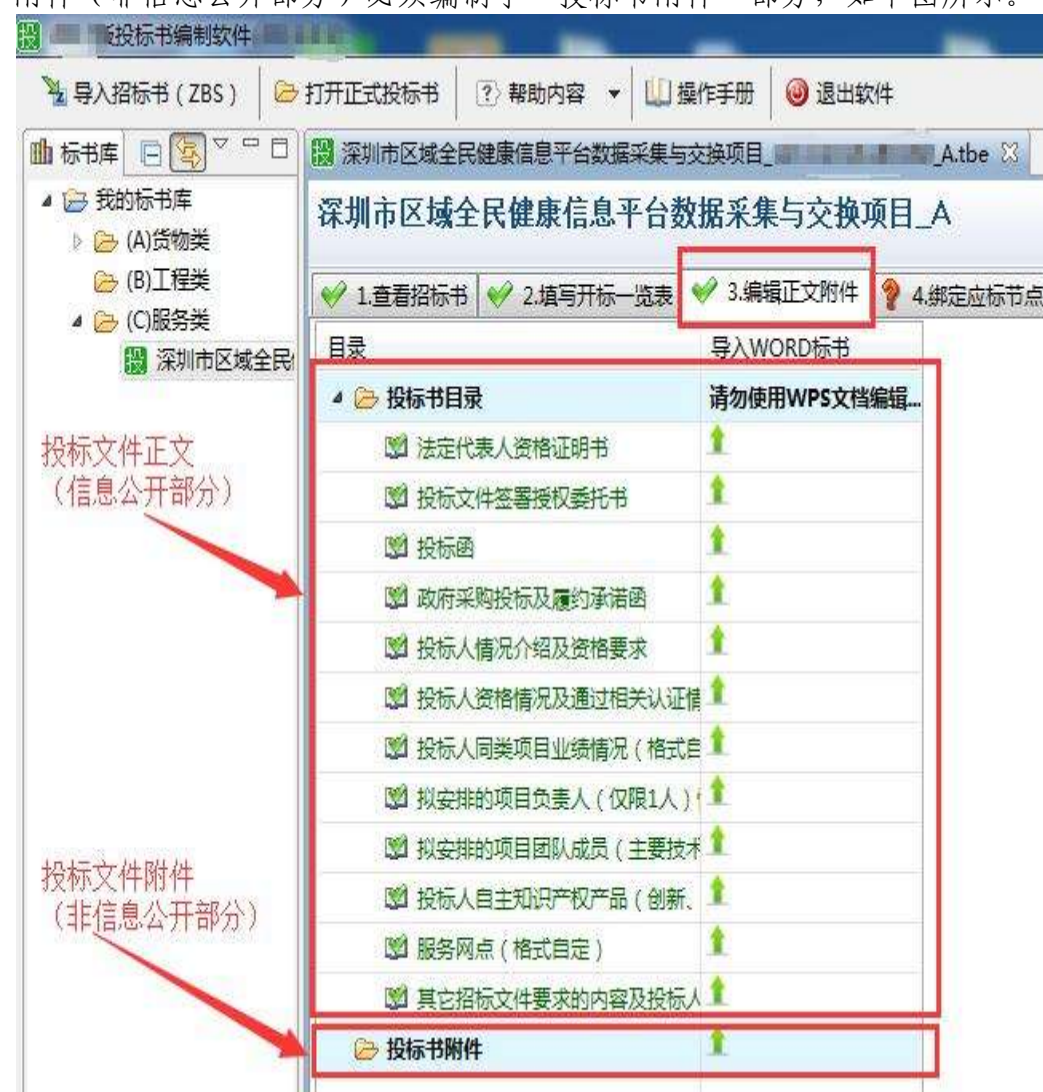 附件（非信息公开部分）必须编制于"投标书附件"部分，如下图所示。
投标书编制软件
导入招标书 ( ZBS )
打开正式投标书
帮助内容
操作手册
退出软件
标书库
深圳市区域全民健康信息平台数据采集与交换项目_
_A.tbe
我的标书库
(A)货物类
(B)工程类
(C)服务类
深圳市区域全民
深圳市区域全民健康信息平台数据采集与交换项目_A
1.查看招标书
2.填写开标一览表
3.编辑正文附件
4.绑定应标节点
目录
导入WORD标书
投标书目录
请勿使用WPS文档编辑...
法定代表人资格证明书
投标文件签署授权委托书
投标函
政府采购投标及履约承诺函
投标人情况介绍及资格要求
投标人资格情况及通过相关认证情
投标人同类项目业绩情况（格式自
拟安排的项目负责人（仅限1人）
拟安排的项目团队成员（主要技术
投标人自主知识产权产品（创新、
服务网点（格式自定）
其它招标文件要求的内容及投标人
投标书附件
投标文件正文
（信息公开部分）
投标文件附件
（非信息公开部分）